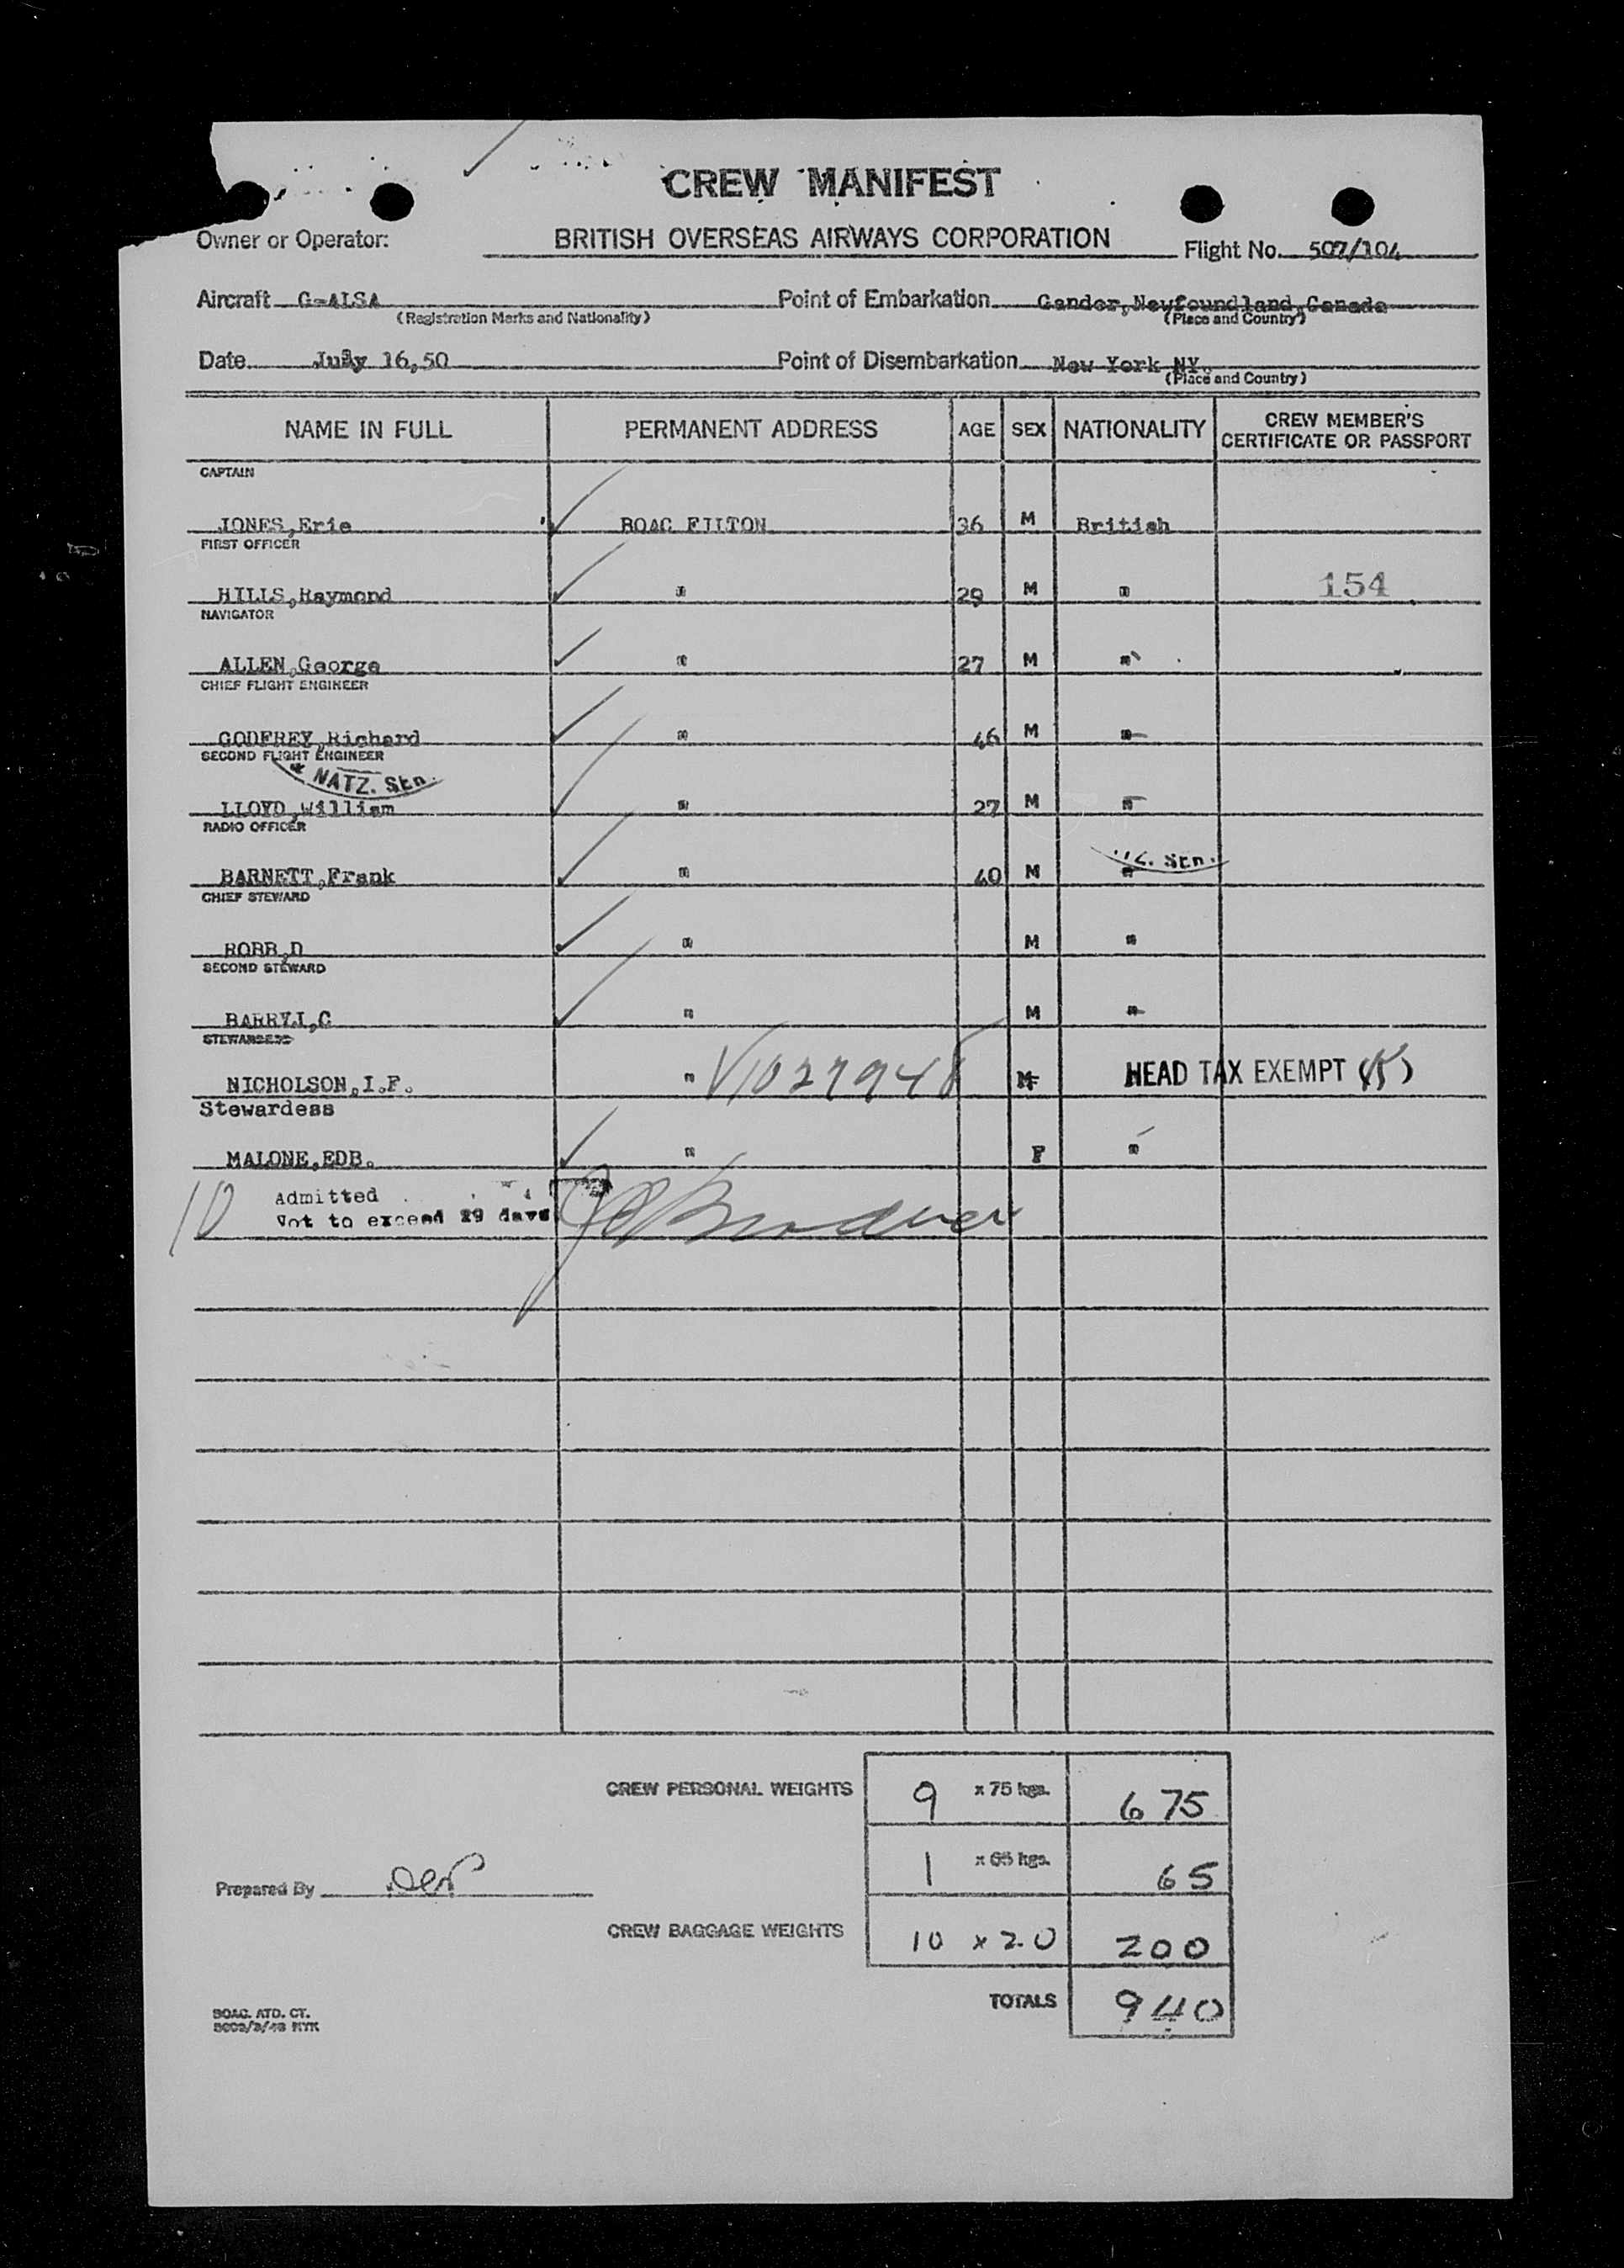 CREW MANIFEST
Owner or Operator: BRITISH OVERSEAS AIRWAYS CORPORATION Flight No. 507/104
Aircraft G-ALSA Point of Embarkation Gander,Newfoundland,Canada
(Registration Marks and Nationality) (Place and Country)
Date July 16,50 Point of Disembarkation New York NY.
(Place and Country)
NAME IN FULL PERMANENT ADDRESS AGE SEX NATIONALITY CREW MEMBER'S CERTIFICATE OR PASSPORT
CAPTAIN
JONES,Eric BOAC FILTON 36 M British
FIRST OFFICER
HILLS,Raymond " 29 M " 154
NAVIGATOR
ALLEN,George " 27 M "
CHIEF FLIGHT ENGINEER
GODFREY,Richard " 46 M "
SECOND FLIGHT ENGINEER
* NATZ. Stn.
LLOYD,William " 27 M "
RADIO OFFICER
Stn.
BARNETT,Frank " 40 M "
CHIEF STEWARD
ROBB,D " M "
SECOND STEWARD
BARRY.I,C " M "
STEWARDESS
NICHOLSON,I.F. " V1027948 M HEAD TAX EXEMPT
Stewardess
MALONE,EDB. " F "
10 Admitted
Not to exceed 29 days
CREW PERSONAL WEIGHTS 9 x 75 kgs. 675
1 x 65 kgs. 65
Prepared By
CREW BAGGAGE WEIGHTS 10 x 20 200
TOTALS 940
BOAC. ATD. CT.